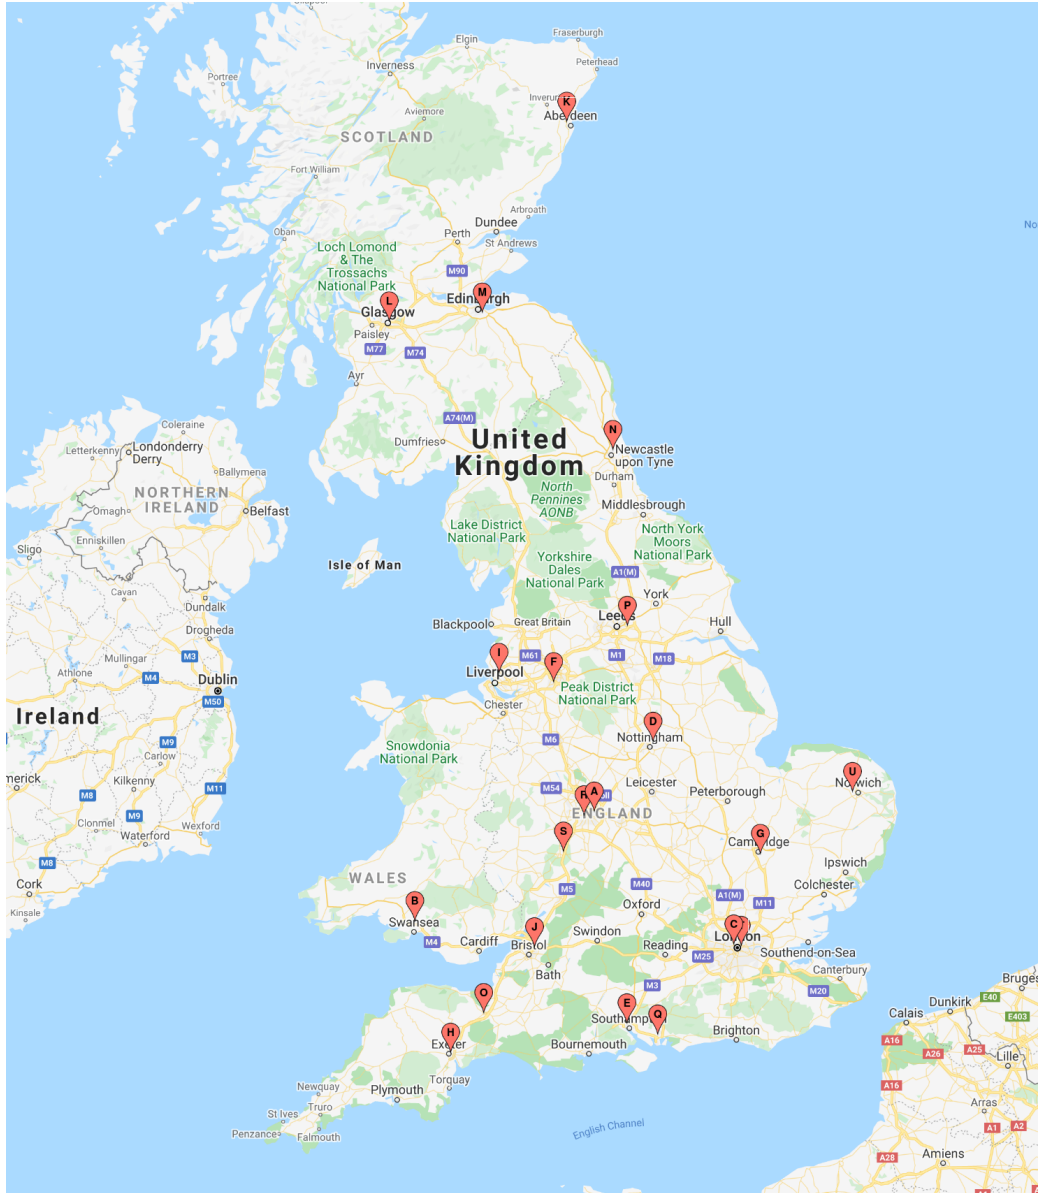 Fraserburgh
Elgin
Peterhead
Inverness
Portree
K
Aberdeen
Aviemore
SCOTLAND
Fort William
Arbroath
Dundee
Perth
Oban
St Andrews
Loch Lomond
& The
Trossachs
National Park
No
M90
L
M
Edinburgh
Glasgow
Paisley
M77
M74
Ayr
A74(M)
Dumfries
United
Kingdom
N
Newcastle
upon Tyne
Durham
North
Pennines
AONB
Middlesbrough
Coleraine
Letterkenny
Londonderry
Derry
Ballymena
NORTHERN
IRELAND
Omagh
Belfast
Enniskillen
Sligo
Lake District
National Park
North York
Moors
National Park
Isle of Man
Yorkshire
Dales
National Park
A1(M)
Cavan
Dundalk
York
P
Leeds
Blackpool
Great Britain
Hull
Drogheda
M3
Mullingar
Athlone
M4
Dublin
M50
I
M61
F
M1
M18
Liverpool
Chester
Peak District
National Park
Ireland
M9
Carlow
Snowdonia
National Park
M6
D
Nottingham
merick
Kilkenny
M8
M11
M9
Clonmel
Wexford
Waterford
M54
Leicester
Peterborough
U
Norwich
R
A
ENGLAND
S
G
Cambridge
M8
Cork
Kinsale
WALES
M5
M40
A1(M)
M11
Ipswich
Colchester
B
Swansea
M4
Cardiff
J
Bristol
Bath
Swindon
Oxford
Reading
C
London
M25
Southend-on-Sea
Canterbury
M20
M3
O
E
Q
Southampton
H
Exeter
Bournemouth
Brighton
Torquay
Plymouth
Newquay
Truro
St Ives
Penzance
Falmouth
English Channel
Bruges
Dunkirk
E40
Calais
E403
A16
A26
A25
Lille
A16
Arras
A1
A2
A28
Amiens